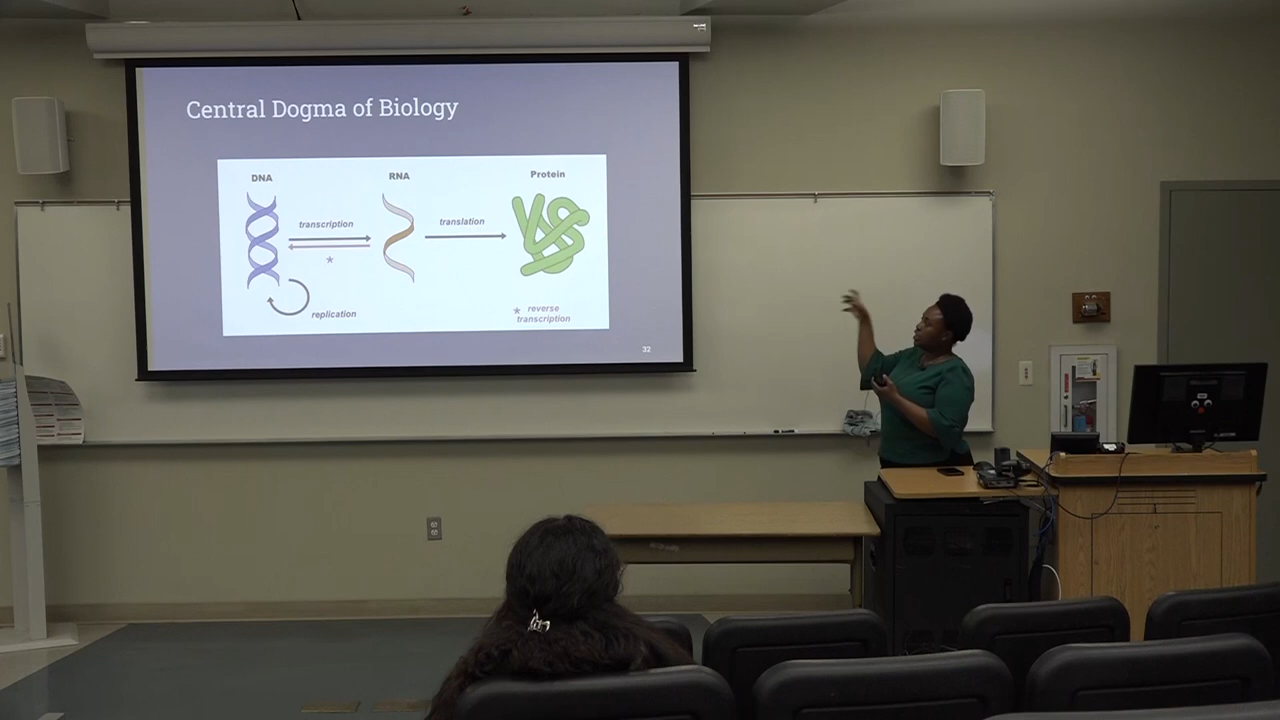 Central Dogma of Biology
DNA
RNA
Protein
transcription
translation
*
replication
* reverse
transcription
32